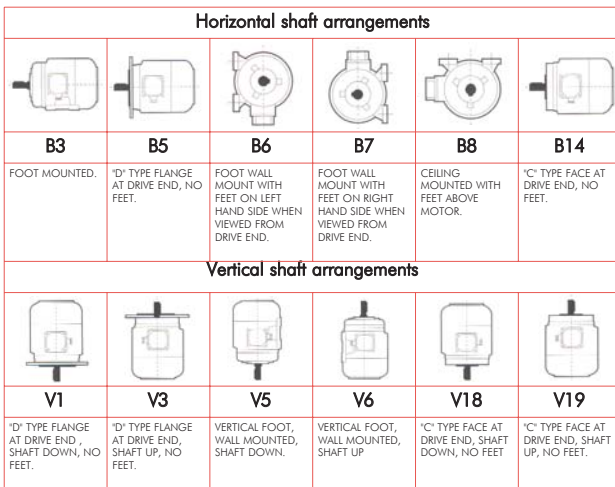 Horizontal shaft arrangements
B3
B5
B6
B7
B8
B14
FOOT MOUNTED.
"D" TYPE FLANGE
AT DRIVE END, NO
FEET.
FOOT WALL
MOUNT WITH
FEET ON LEFT
HAND SIDE WHEN
VIEWED FROM
DRIVE END.
FOOT WALL
MOUNT WITH
FEET ON RIGHT
HAND SIDE WHEN
VIEWED FROM
DRIVE END.
CEILING
MOUNTED WITH
FEET ABOVE
MOTOR.
"C" TYPE FACE AT
DRIVE END, NO
FEET.
Vertical shaft arrangements
V1
V3
V5
V6
V18
V19
"D" TYPE FLANGE
AT DRIVE END ,
SHAFT DOWN, NO
FEET.
"D" TYPE FLANGE
AT DRIVE END,
SHAFT UP, NO
FEET.
VERTICAL FOOT,
WALL MOUNTED,
SHAFT DOWN.
VERTICAL FOOT,
WALL MOUNTED,
SHAFT UP
"C" TYPE FACE AT
DRIVE END, SHAFT
DOWN, NO FEET
"C" TYPE FACE AT
DRIVE END, SHAFT
UP, NO FEET.